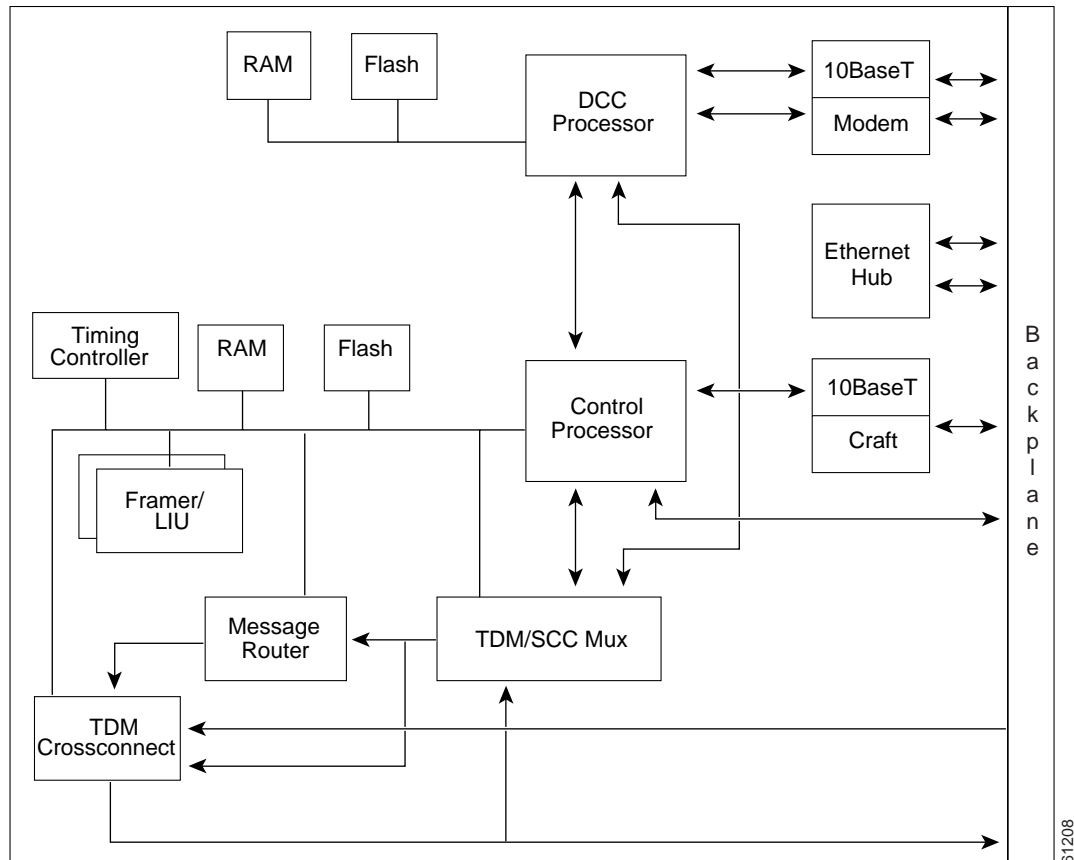 RAM
Flash
DCC
Processor
10BaseT
Modem
Ethernet
Hub
Timing
Controller
RAM
Flash
Control
Processor
10BaseT
Craft
Backplane
Framer/
LIU
Message
Router
TDM/SCC Mux
TDM
Crossconnect
61208